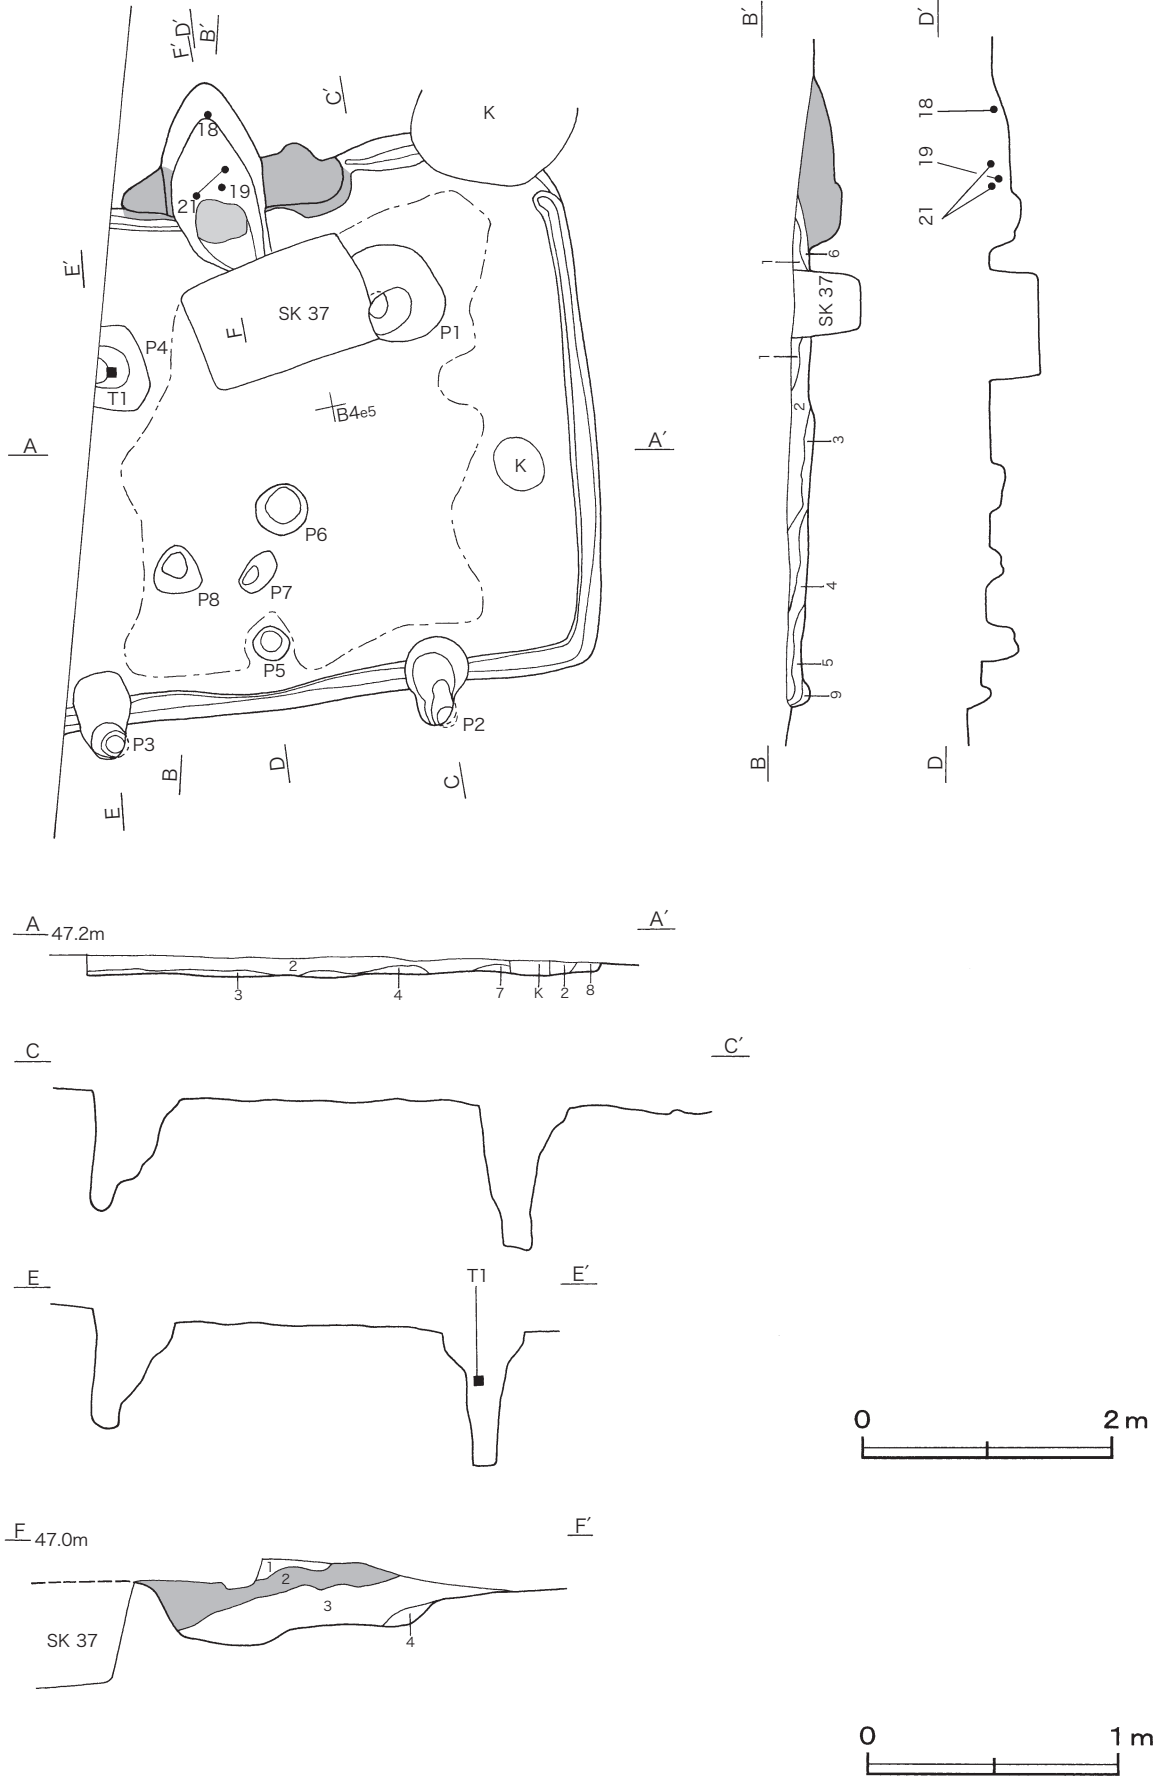 F′ D′ B′
C′
K
18
19
21
E′
SK 37
F
P1
P4
T1
B4e5
A A′
K
P6
P8 P7
P5
P3 P2
B D C
E
B′ D′
18
19
21
1 6
SK 37
1
2
3
4
5
9
B D
A 47.2m A′
2
3 4 7 K 2 8
C C′
E T1 E′
0 2 m
F 47.0m F′
1
2
3
SK 37 4
0 1 m